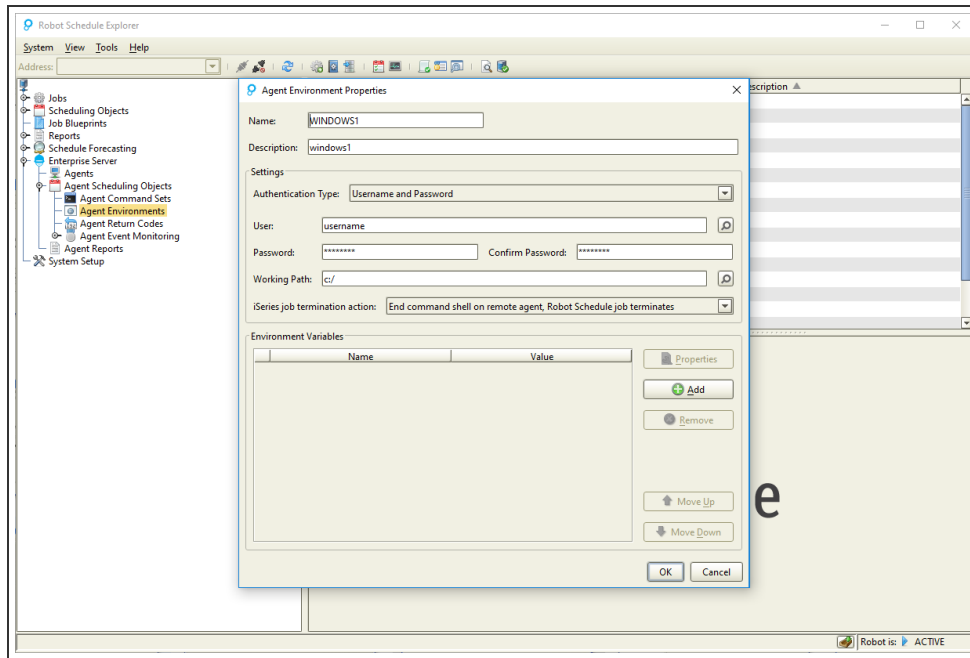 Robot Schedule Explorer
System View Tools Help
Address:
Jobs
Scheduling Objects
Job Blueprints
Reports
Schedule Forecasting
Enterprise Server
Agents
Agent Scheduling Objects
Agent Command Sets
Agent Environments
Agent Return Codes
Agent Event Monitoring
Agent Reports
System Setup
scription
Agent Environment Properties
Name: WINDOWS1
Description: windows1
Settings
Authentication Type: Username and Password
User: username
Password: ******** Confirm Password: ********
Working Path: c:/
iSeries job termination action: End command shell on remote agent, Robot Schedule job terminates
Environment Variables
Name Value
Properties
Add
Remove
Move Up
Move Down
OK Cancel
e
Robot is: ACTIVE